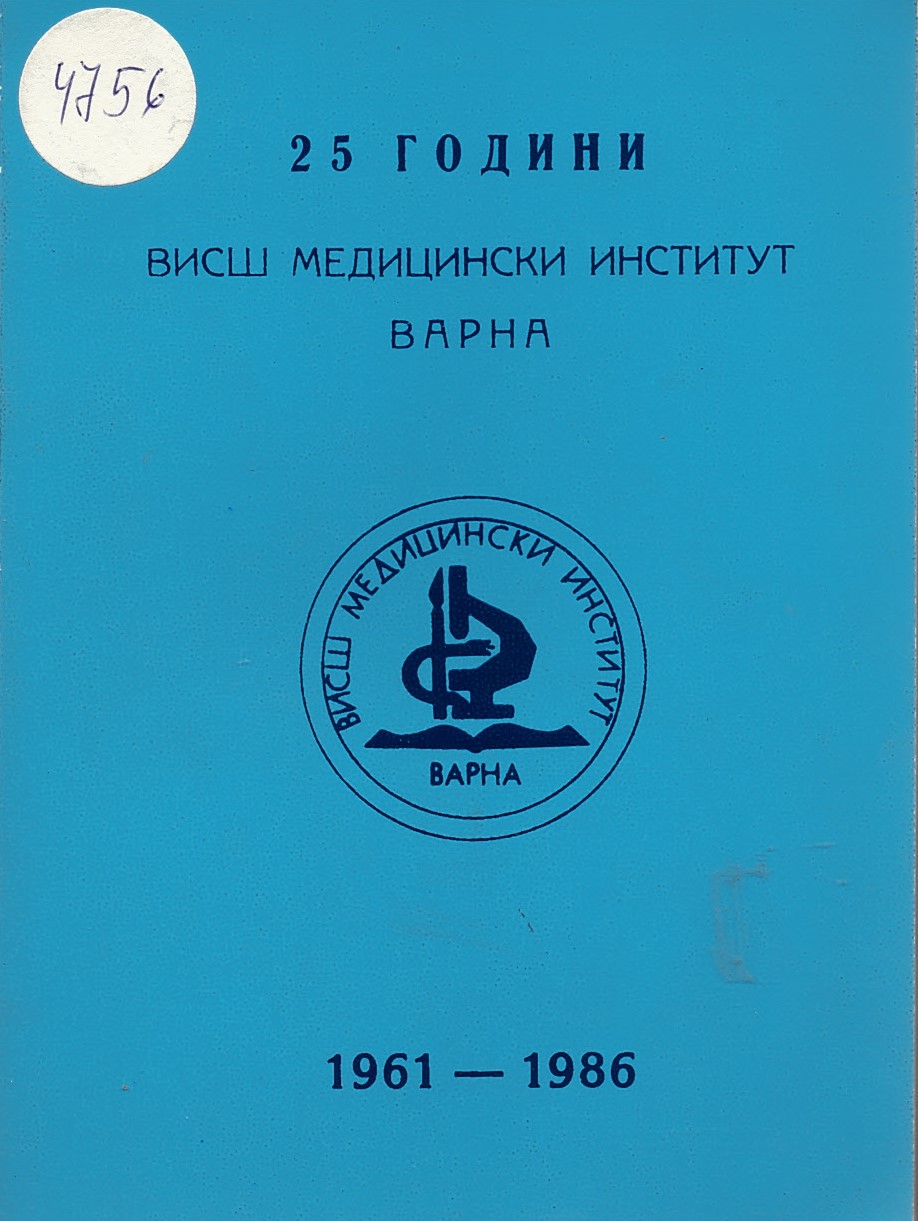 4756
25 ГОДИНИ
ВИСШ МЕДИЦИНСКИ ИНСТИТУТ
ВАРНА
ВИСШ МЕДИЦИНСКИ ИНСТИТУТ
ВАРНА
1961 — 1986